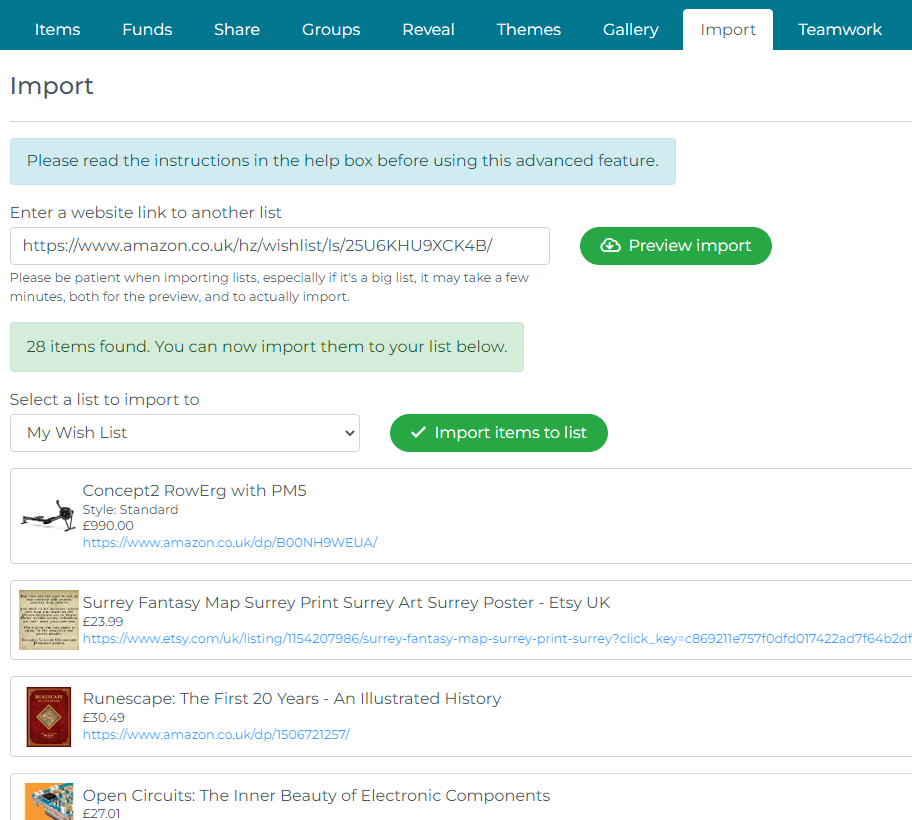 Items Funds Share Groups Reveal Themes Gallery Import Teamwork
Import
Please read the instructions in the help box before using this advanced feature.
Enter a website link to another list
https://www.amazon.co.uk/hz/wishlist/ls/25U6KHU9XCK4B/ Preview import
Please be patient when importing lists, especially if it's a big list, it may take a few
minutes, both for the preview, and to actually import.
28 items found. You can now import them to your list below.
Select a list to import to
My Wish List Import items to list
Concept2 RowErg with PM5
Style: Standard
£990.00
https://www.amazon.co.uk/dp/B00NH9WEUA/
Surrey Fantasy Map Surrey Print Surrey Art Surrey Poster - Etsy UK
£23.99
https://www.etsy.com/uk/listing/1154207986/surrey-fantasy-map-surrey-print-surrey?click_key=c869211e757f0dfd017422ad7f64b2df
RUNESCAPE
Runescape: The First 20 Years - An Illustrated History
£30.49
https://www.amazon.co.uk/dp/1506721257/
Open Circuits: The Inner Beauty of Electronic Components
£27.01